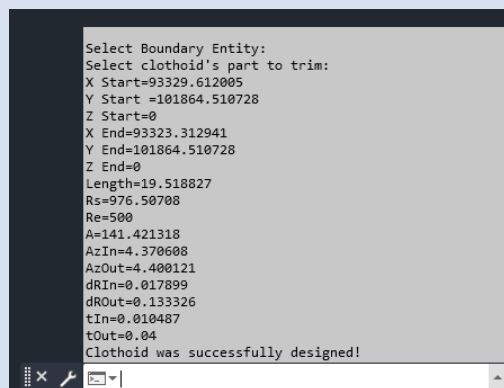 Select Boundary Entity:
Select clothoid's part to trim:
X Start=93329.612005
Y Start =101864.510728
Z Start=0
X End=93323.312941
Y End=101864.510728
Z End=0
Length=19.518827
Rs=976.50708
Re=500
A=141.421318
AzIn=4.370608
AzOut=4.400121
dRIn=0.017899
dROut=0.133326
tIn=0.010487
tOut=0.04
Clothoid was successfully designed!